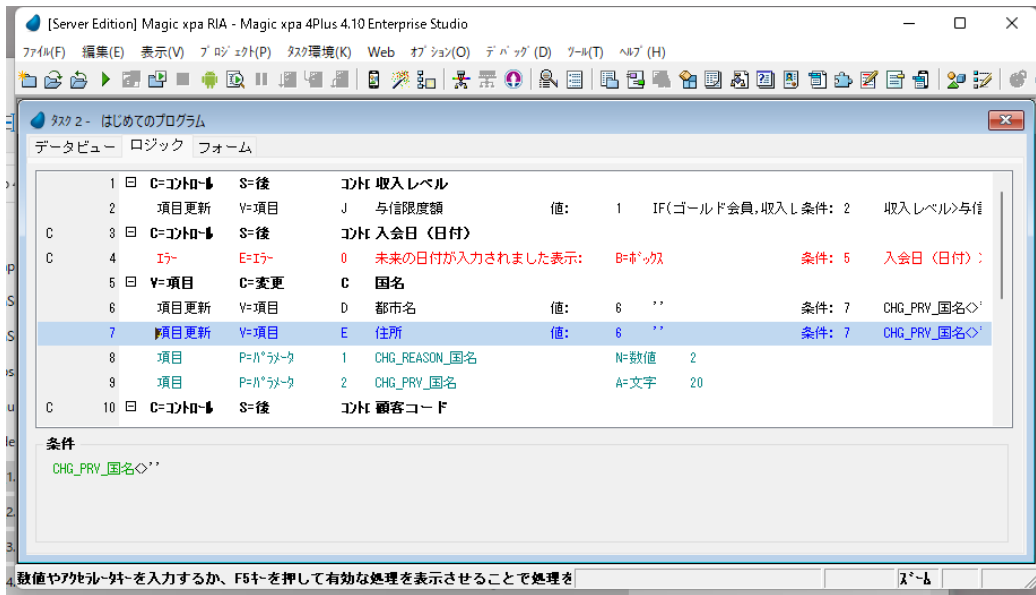 [Server Edition] Magic xpa RIA - Magic xpa 4Plus 4.10 Enterprise Studio
ﾌｧｲﾙ(F) 編集(E) 表示(V) ﾌﾟﾛｼﾞｪｸﾄ(P) ﾀｽｸ環境(K) Web ｵﾌﾟｼｮﾝ(O) ﾃﾞﾊﾞｯｸﾞ(D) ﾂｰﾙ(T) ﾍﾙﾌﾟ(H)
ﾀｽｸ 2 - はじめてのプログラム
データビュー ロジック フォーム
1 C=ｺﾝﾄﾛｰﾙ S=後 ｺﾝﾄﾛ 収入レベル
2 項目更新 V=項目 J 与信限度額 値: 1 IF(ゴールド会員,収入レ 条件: 2 収入レベル>与信
C 3 C=ｺﾝﾄﾛｰﾙ S=後 ｺﾝﾄﾛ 入会日（日付）
C 4 ｴﾗｰ E=ｴﾗｰ 0 未来の日付が入力されました 表示: B=ﾎﾞｯｸｽ 条件: 5 入会日（日付）
5 V=項目 C=変更 C 国名
6 項目更新 V=項目 D 都市名 値: 6 '' 条件: 7 CHG_PRV_国名<>'
7 項目更新 V=項目 E 住所 値: 6 '' 条件: 7 CHG_PRV_国名<>'
8 項目 P=ﾊﾟﾗﾒｰﾀ 1 CHG_REASON_国名 N=数値 2
9 項目 P=ﾊﾟﾗﾒｰﾀ 2 CHG_PRV_国名 A=文字 20
C 10 C=ｺﾝﾄﾛｰﾙ S=後 ｺﾝﾄﾛ 顧客コード
条件
CHG_PRV_国名<>''
数値やｱｸｾﾗﾚｰﾀｷｰを入力するか、F5ｷｰを押して有効な処理を表示させることで処理を
ｽﾞｰﾑ